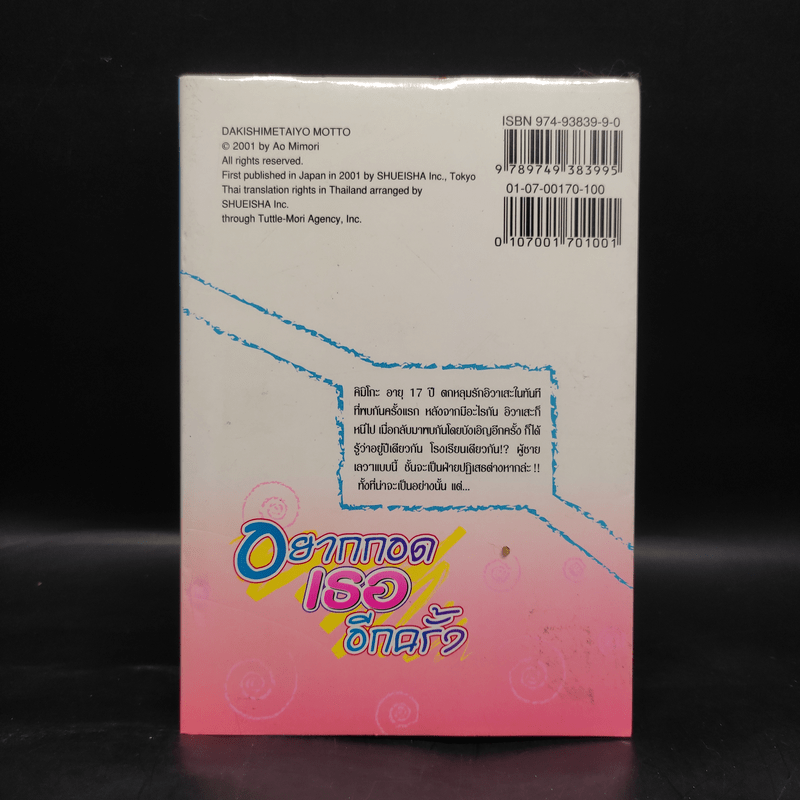 DAKISHIMETAIYO MOTTO
© 2001 by Ao Mimori
All rights reserved.
First published in Japan in 2001 by SHUEISHA Inc., Tokyo
Thai translation rights in Thailand arranged by
SHUEISHA Inc.
through Tuttle-Mori Agency, Inc.
ISBN 974-93839-9-0
9 789749 383995
01-07-00170-100
0 107001 701001
คิมิโกะ อายุ 17 ปี ตกหลุมรักอิวาเสะในทันที
ที่พบกันครั้งแรก หลังจากมีอะไรกัน อิวาเสะก็
หนีไป เมื่อกลับมาพบกันโดยบังเอิญอีกครั้ง ก็ได้
รู้ว่าอยู่ปีเดียวกัน โรงเรียนเดียวกัน!? ผู้ชาย
เลวาแบบนี้ ชั้นจะเป็นฝ่ายปฏิเสธต่างหากล่ะ!!
ทั้งที่น่าจะเป็นอย่างนั้น แต่...
อยากกอด
เธอ
อีกครั้ง